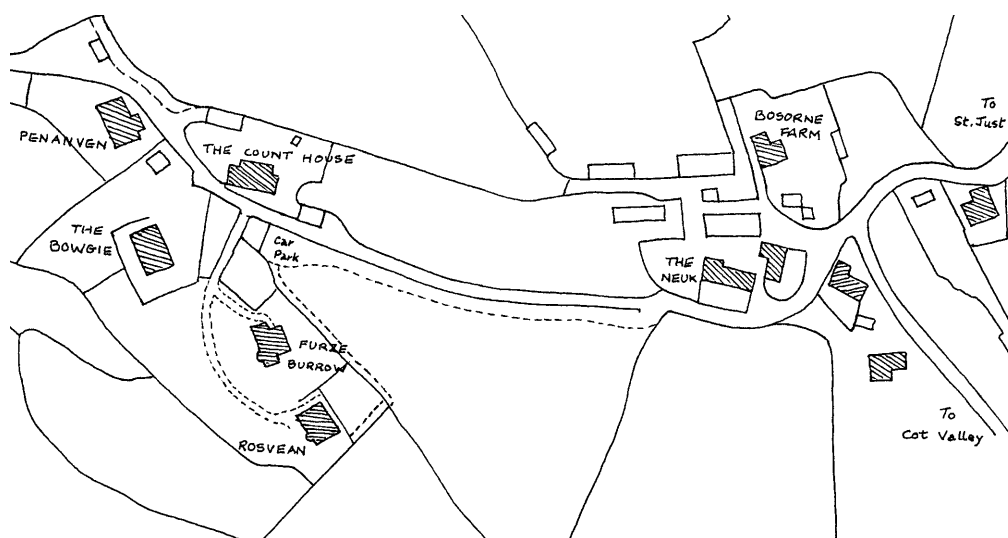 To
St. Just
BOSORNE
FARM
PENANVEN
THE COUNT HOUSE
THE
BOWGIE
Car
Park
THE
NEUK
FURZE
BURROW
ROSVEAN
To
Cot Valley